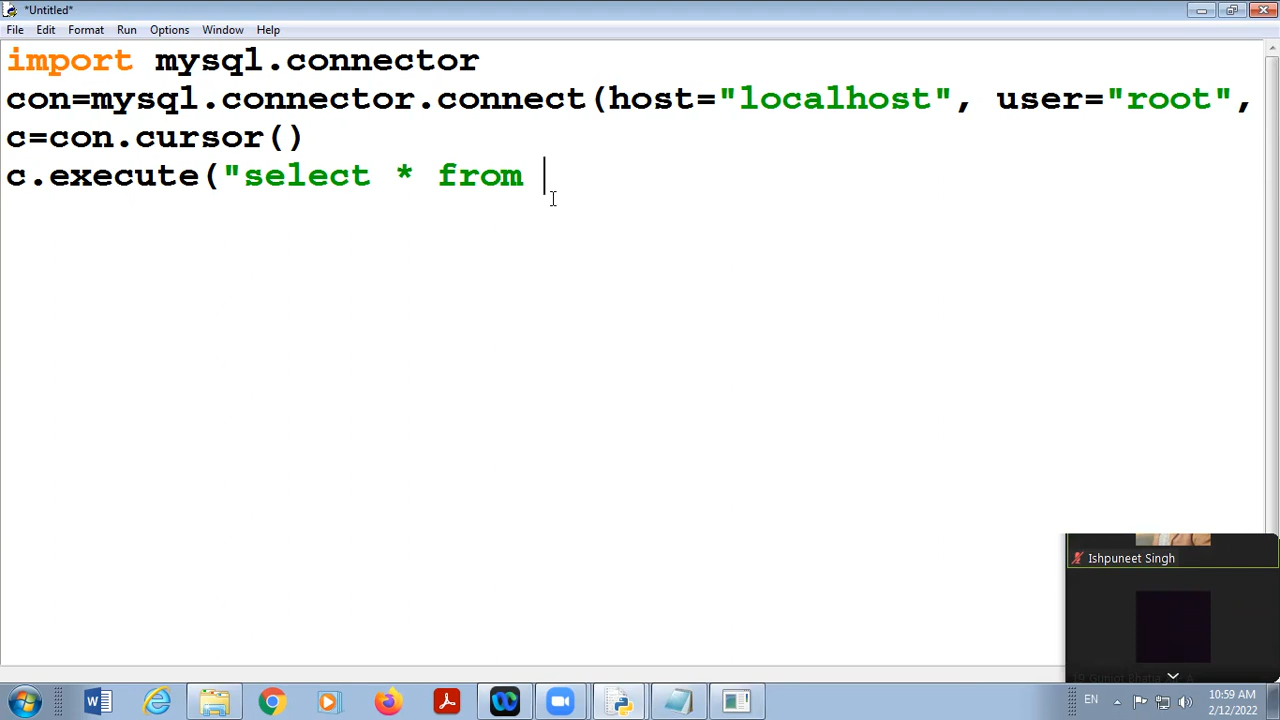 *Untitled*
File Edit Format Run Options Window Help
import mysql.connector
con=mysql.connector.connect(host="localhost", user="root",
c=con.cursor()
c.execute("select * from
Ishpuneet Singh
EN
10:59 AM
2/12/2022